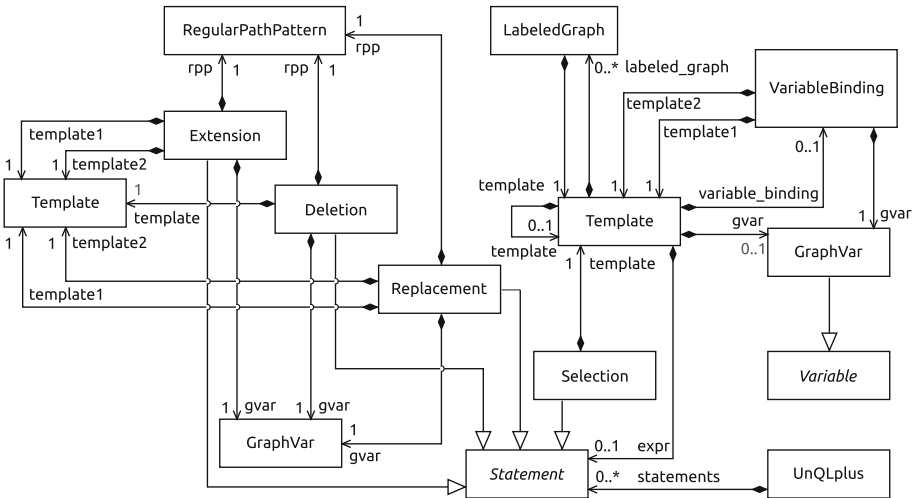 RegularPathPattern
1
rpp
LabeledGraph
rpp 1
rpp 1
0..* labeled_graph
VariableBinding
template2
Extension
template1
template1
0..1
1
1 template2
Template
1
template
Deletion
template
1
1
1
variable_binding
1 gvar
0..1
Template
gvar
0..1
GraphVar
template
1 template
1
1 template2
template1
Replacement
Selection
Variable
1 gvar
1 gvar
1
gvar
GraphVar
0..1 expr
Statement
0..* statements
UnQLplus